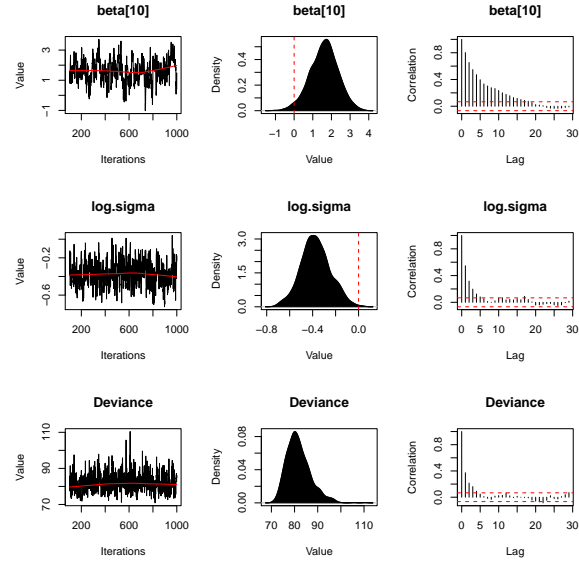 beta[10]
beta[10]
beta[10]
Value
−1
1
3
200
600
1000
Iterations
Density
0.0
0.2
0.4
−1
0
1
2
3
4
Value
Correlation
0.0
0.4
0.8
0
5
10
20
30
Lag
log.sigma
log.sigma
log.sigma
Value
−0.6
−0.2
200
600
1000
Iterations
Density
0.0
1.5
3.0
−0.8
−0.4
0.0
Value
Correlation
0.0
0.4
0.8
0
5
10
20
30
Lag
Deviance
Deviance
Deviance
Value
70
90
110
200
600
1000
Iterations
Density
0.00
0.04
0.08
70
80
90
110
Value
Correlation
0.0
0.4
0.8
0
5
10
20
30
Lag